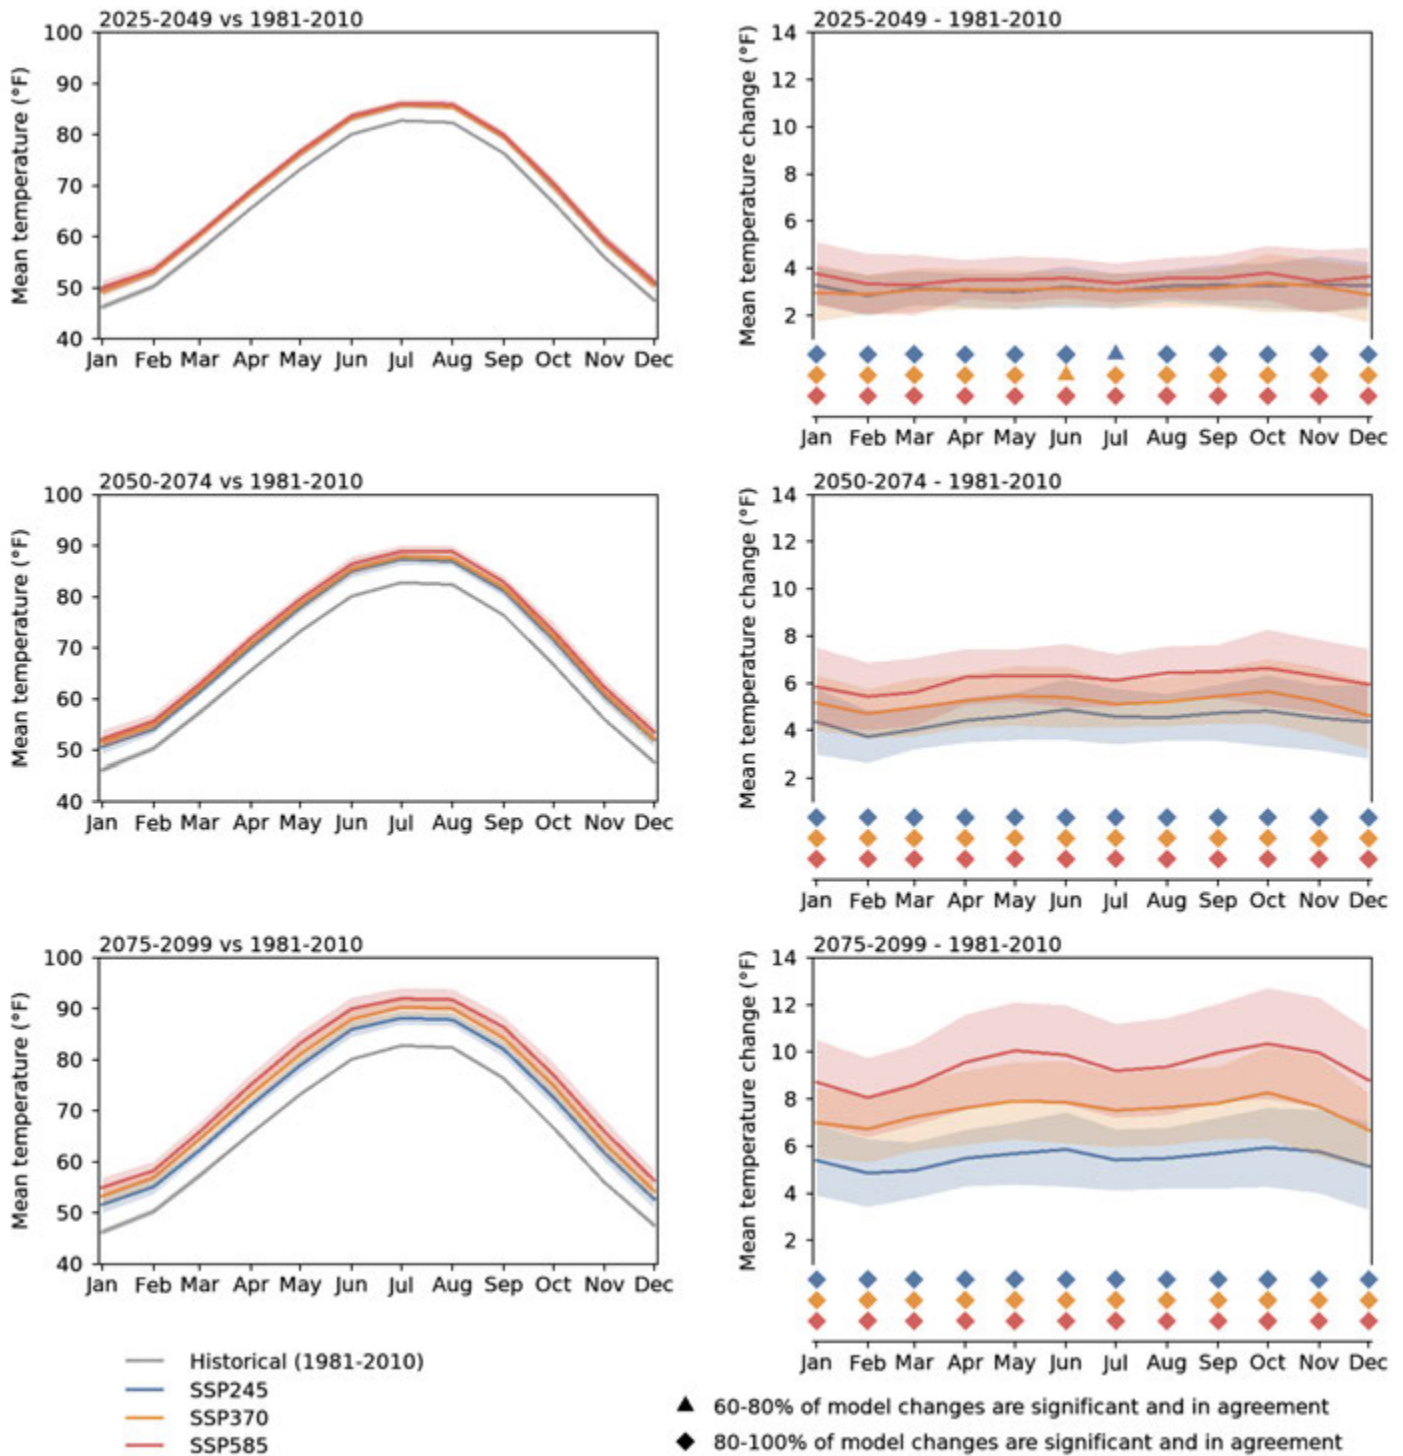 2025-2049 vs 1981-2010
Mean temperature (°F)
100
90
80
70
60
50
40
Jan Feb Mar Apr May Jun Jul Aug Sep Oct Nov Dec
2025-2049 - 1981-2010
Mean temperature change (°F)
14
12
10
8
6
4
2
Jan Feb Mar Apr May Jun Jul Aug Sep Oct Nov Dec
2050-2074 vs 1981-2010
Mean temperature (°F)
100
90
80
70
60
50
40
Jan Feb Mar Apr May Jun Jul Aug Sep Oct Nov Dec
2050-2074 - 1981-2010
Mean temperature change (°F)
14
12
10
8
6
4
2
Jan Feb Mar Apr May Jun Jul Aug Sep Oct Nov Dec
2075-2099 vs 1981-2010
Mean temperature (°F)
100
90
80
70
60
50
40
Jan Feb Mar Apr May Jun Jul Aug Sep Oct Nov Dec
2075-2099 - 1981-2010
Mean temperature change (°F)
14
12
10
8
6
4
2
Jan Feb Mar Apr May Jun Jul Aug Sep Oct Nov Dec
Historical (1981-2010)
SSP245
SSP370
SSP585
60-80% of model changes are significant and in agreement
80-100% of model changes are significant and in agreement